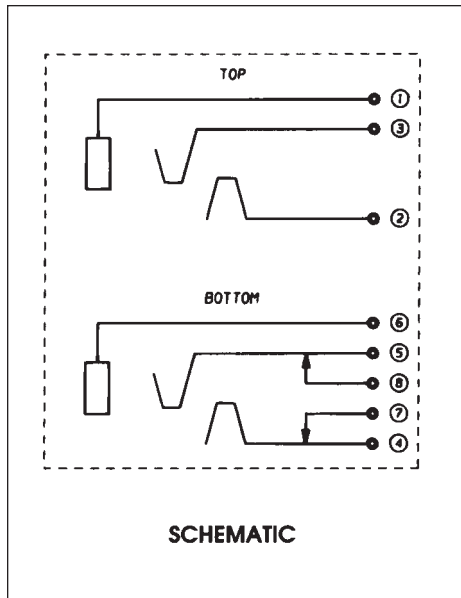 TOP
①
③
②
BOTTOM
⑥
⑤
⑧
⑦
④
SCHEMATIC